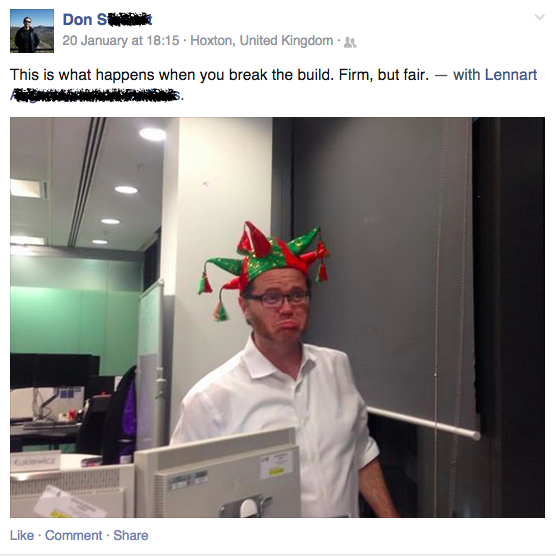 Don
20 January at 18:15 · Hoxton, United Kingdom ·
This is what happens when you break the build. Firm, but fair. — with Lennart
s.
Like · Comment · Share